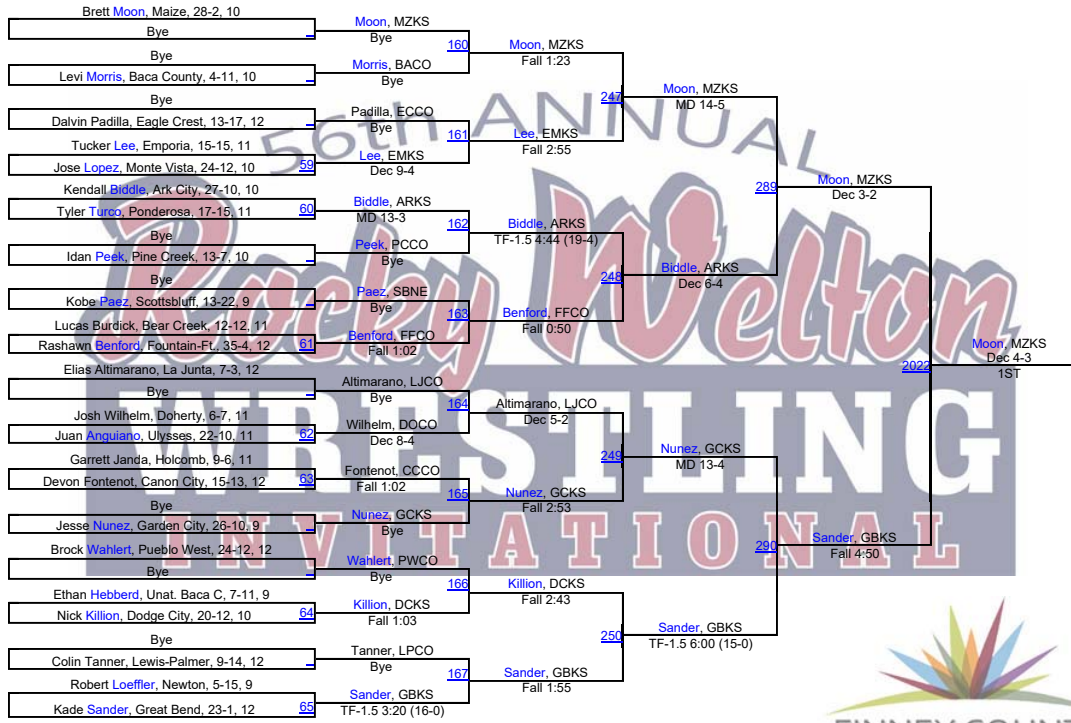 Brett Moon, Maize, 28-2, 10
Bye
Bye
Levi Morris, Baca County, 4-11, 10
Bye
Dalvin Padilla, Eagle Crest, 13-17, 12
Tucker Lee, Emporia, 15-15, 11
Jose Lopez, Monte Vista, 24-12, 10
59
Kendall Biddle, Ark City, 27-10, 10
Tyler Turco, Ponderosa, 17-15, 11
60
Bye
Idan Peek, Pine Creek, 13-7, 10
Bye
Kobe Paez, Scottsbluff, 13-22, 9
Lucas Burdick, Bear Creek, 12-12, 11
Rashawn Benford, Fountain-Ft., 35-4, 12
61
Elias Altimarano, La Junta, 7-3, 12
Bye
Josh Wilhelm, Doherty, 6-7, 11
Juan Anguiano, Ulysses, 22-10, 11
62
Garrett Janda, Holcomb, 9-6, 11
Devon Fontenot, Canon City, 15-13, 12
63
Bye
Jesse Nunez, Garden City, 26-10, 9
Brock Wahlert, Pueblo West, 24-12, 12
Bye
Ethan Hebberd, Unat. Baca C, 7-11, 9
Nick Killion, Dodge City, 20-12, 10
64
Bye
Colin Tanner, Lewis-Palmer, 9-14, 12
Robert Loeffler, Newton, 5-15, 9
Kade Sander, Great Bend, 23-1, 12
65
Moon, MZKS
Bye
160
Morris, BACO
Bye
Padilla, ECCO
Bye
161
Lee, EMKS
Dec 9-4
Biddle, ARKS
MD 13-3
162
Peek, PCCO
Bye
Paez, SBNE
Bye
163
Benford, FFCO
Fall 1:02
Altimarano, LJCO
Bye
164
Wilhelm, DOCO
Dec 8-4
Fontenot, CCCO
Fall 1:02
165
Nunez, GCKS
Bye
Wahlert, PWCO
Bye
166
Killion, DCKS
Fall 1:03
Tanner, LPCO
Bye
167
Sander, GBKS
TF-1.5 3:20 (16-0)
Moon, MZKS
Fall 1:23
247
Lee, EMKS
Fall 2:55
Biddle, ARKS
TF-1.5 4:44 (19-4)
248
Benford, FFCO
Fall 0:50
Altimarano, LJCO
Dec 5-2
249
Nunez, GCKS
Fall 2:53
Killion, DCKS
Fall 2:43
250
Sander, GBKS
Fall 1:55
Moon, MZKS
MD 14-5
289
Biddle, ARKS
Dec 6-4
Nunez, GCKS
MD 13-4
290
Sander, GBKS
TF-1.5 6:00 (15-0)
Moon, MZKS
Dec 3-2
2022
Sander, GBKS
Fall 4:50
Moon, MZKS
Dec 4-3
1ST
56th ANNUAL
Rocky Welton
WRESTLING
INVITATIONAL